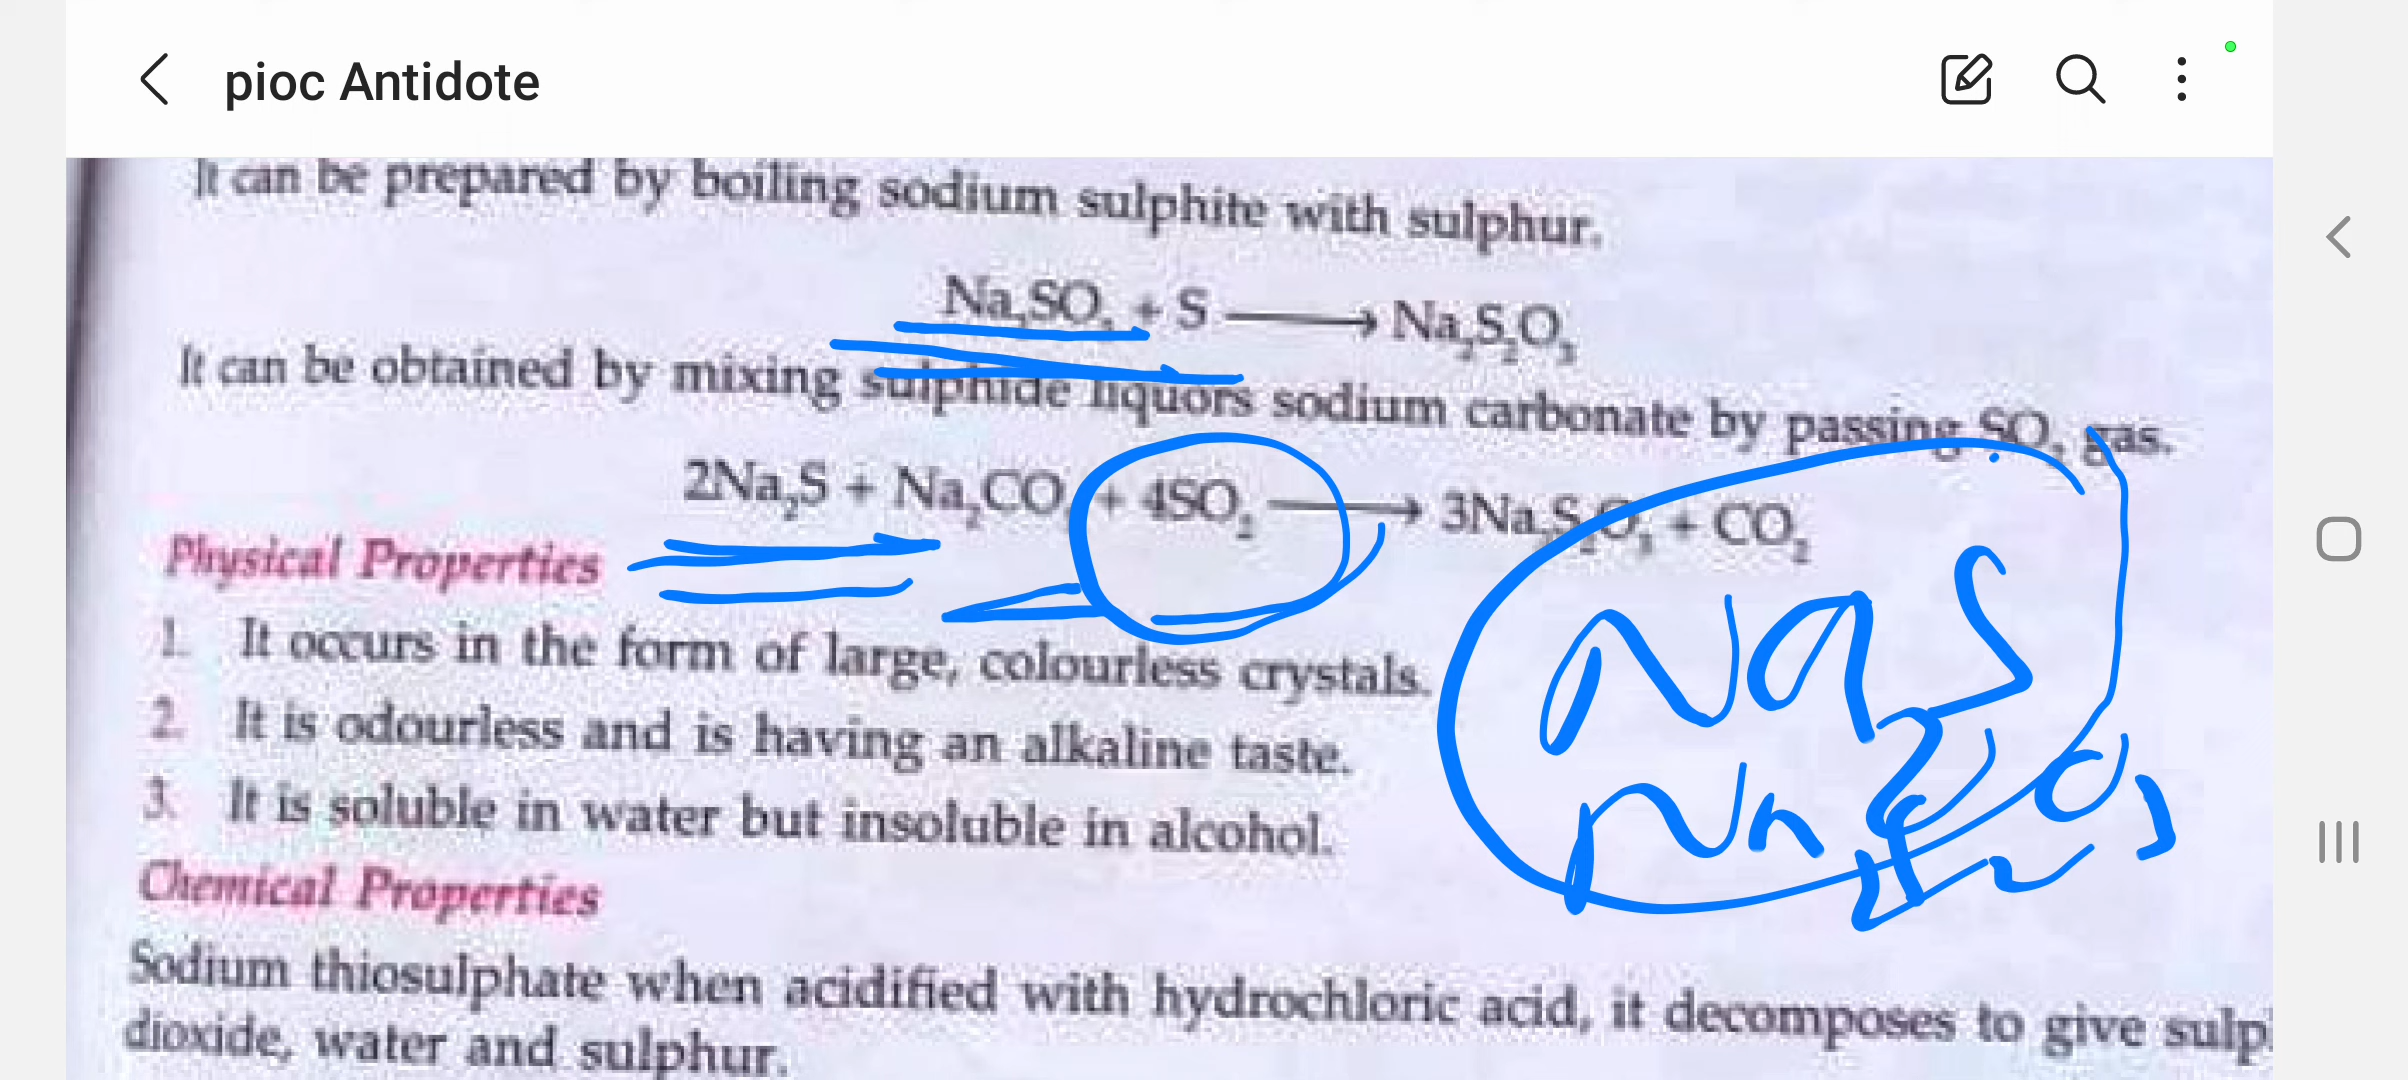 pioc Antidote
It can be prepared by boiling sodium sulphite with sulphur.
Na₂SO₃ + S ⟶ Na₂S₂O₃
It can be obtained by mixing sulphide liquors sodium carbonate by passing SO₂ gas.
2Na₂S + Na₂CO₃ + 4SO₂ ⟶ 3Na₂S₂O₃ + CO₂
Physical Properties
1. It occurs in the form of large, colourless crystals.
2. It is odourless and is having an alkaline taste.
3. It is soluble in water but insoluble in alcohol.
Na₂S
Chemical Properties
Sodium thiosulphate when acidified with hydrochloric acid, it decomposes to give sulp
dioxide, water and sulphur.